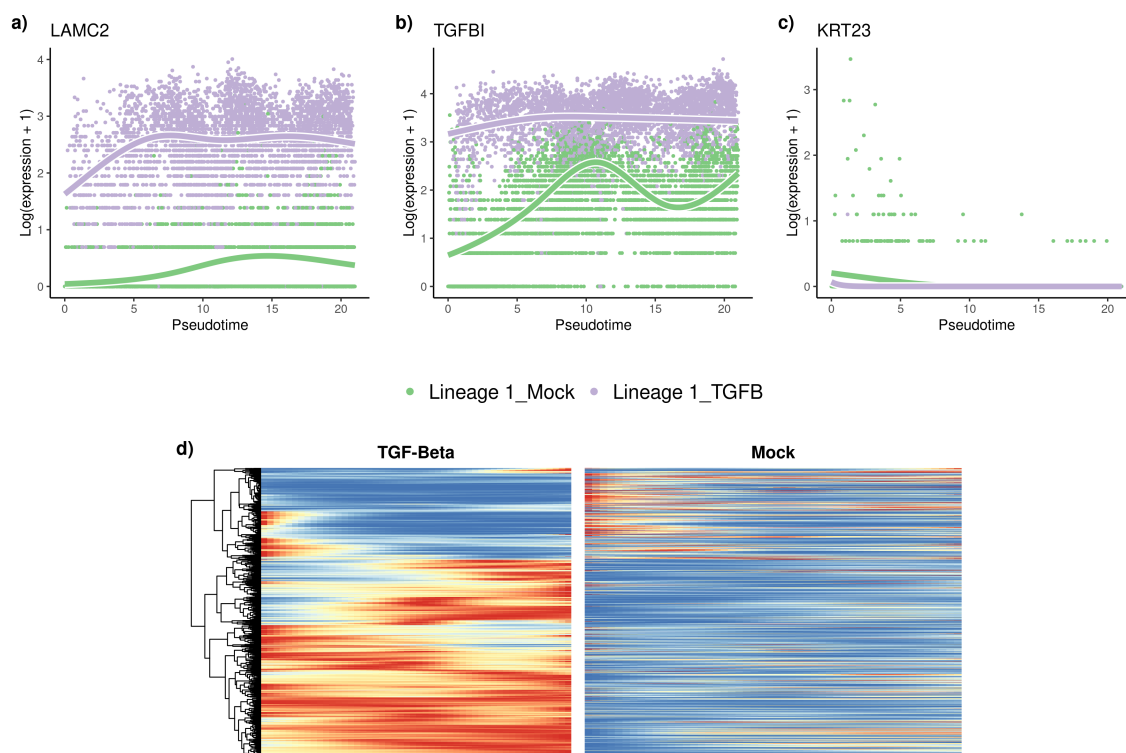 a) b) c)
LAMC2 TGFBI KRT23
Log(expression + 1) Log(expression + 1) Log(expression + 1)
4
3
2
1
0
0 5 10 15 20
Pseudotime
4
3
2
1
0
0 5 10 15 20
Pseudotime
3
2
1
0
0 5 10 15 20
Pseudotime
Lineage 1_Mock Lineage 1_TGFB
d)
TGF-Beta Mock